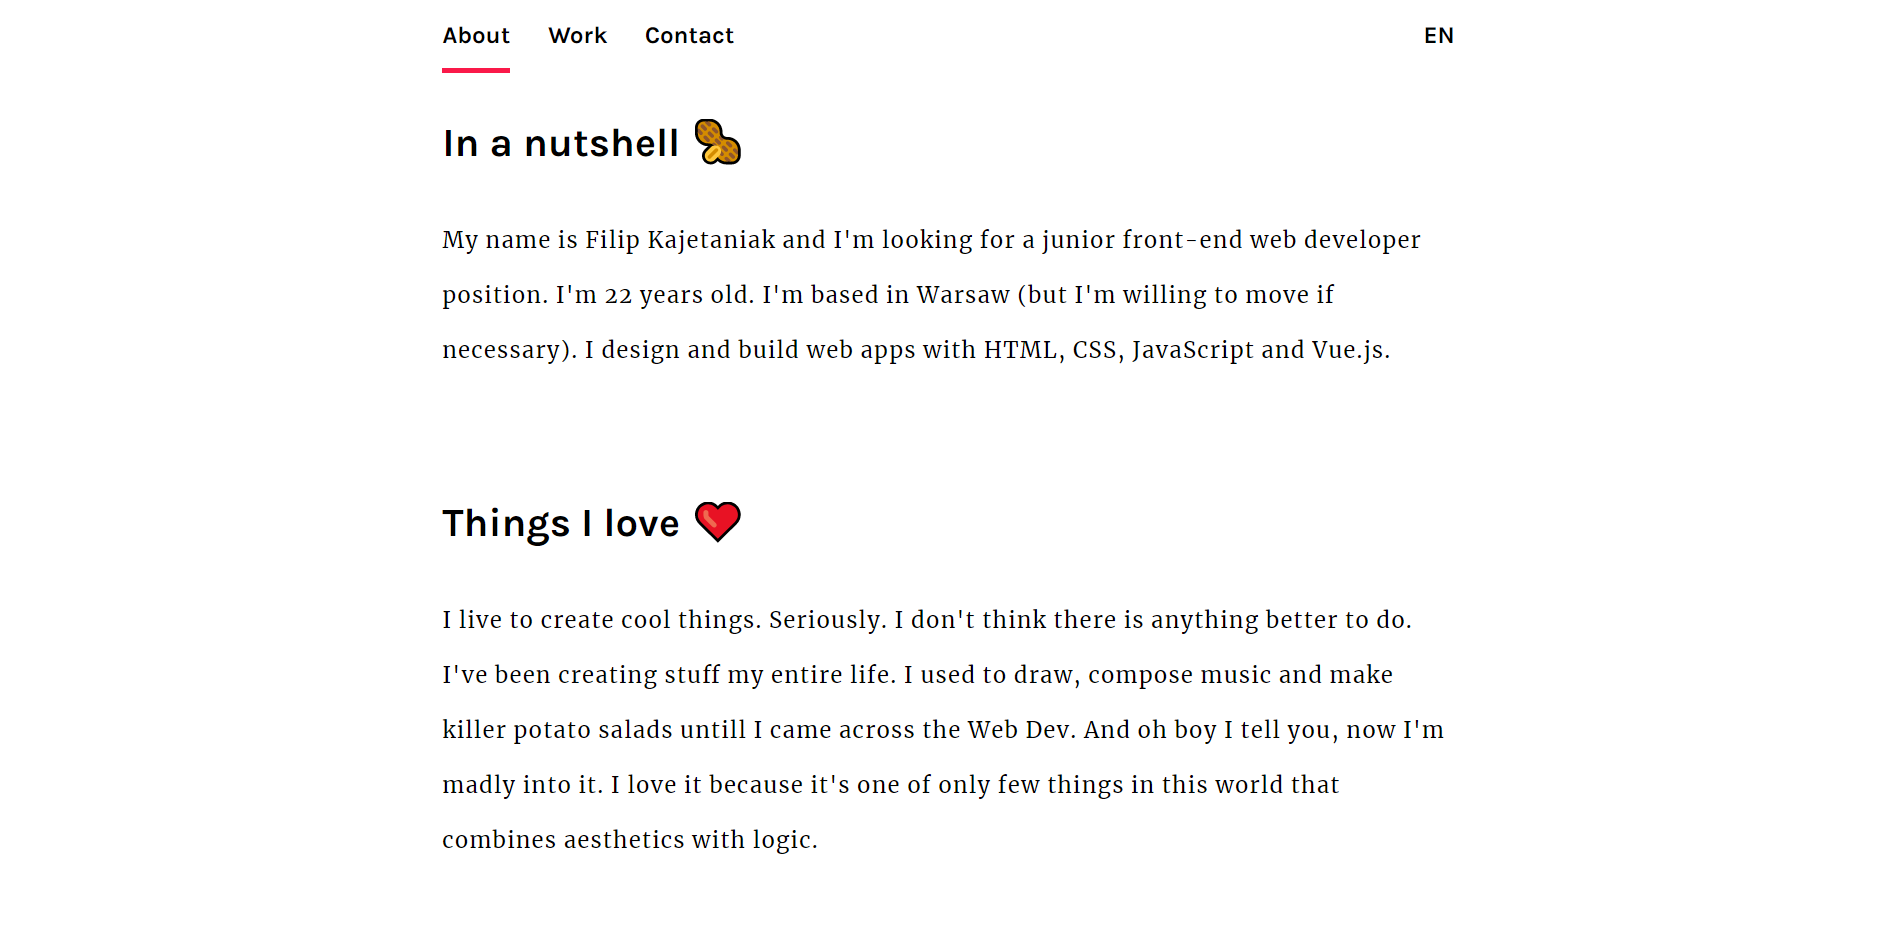 About Work Contact EN
In a nutshell
My name is Filip Kajetaniak and I'm looking for a junior front-end web developer
position. I'm 22 years old. I'm based in Warsaw (but I'm willing to move if
necessary). I design and build web apps with HTML, CSS, JavaScript and Vue.js.
Things I love
I live to create cool things. Seriously. I don't think there is anything better to do.
I've been creating stuff my entire life. I used to draw, compose music and make
killer potato salads untill I came across the Web Dev. And oh boy I tell you, now I'm
madly into it. I love it because it's one of only few things in this world that
combines aesthetics with logic.